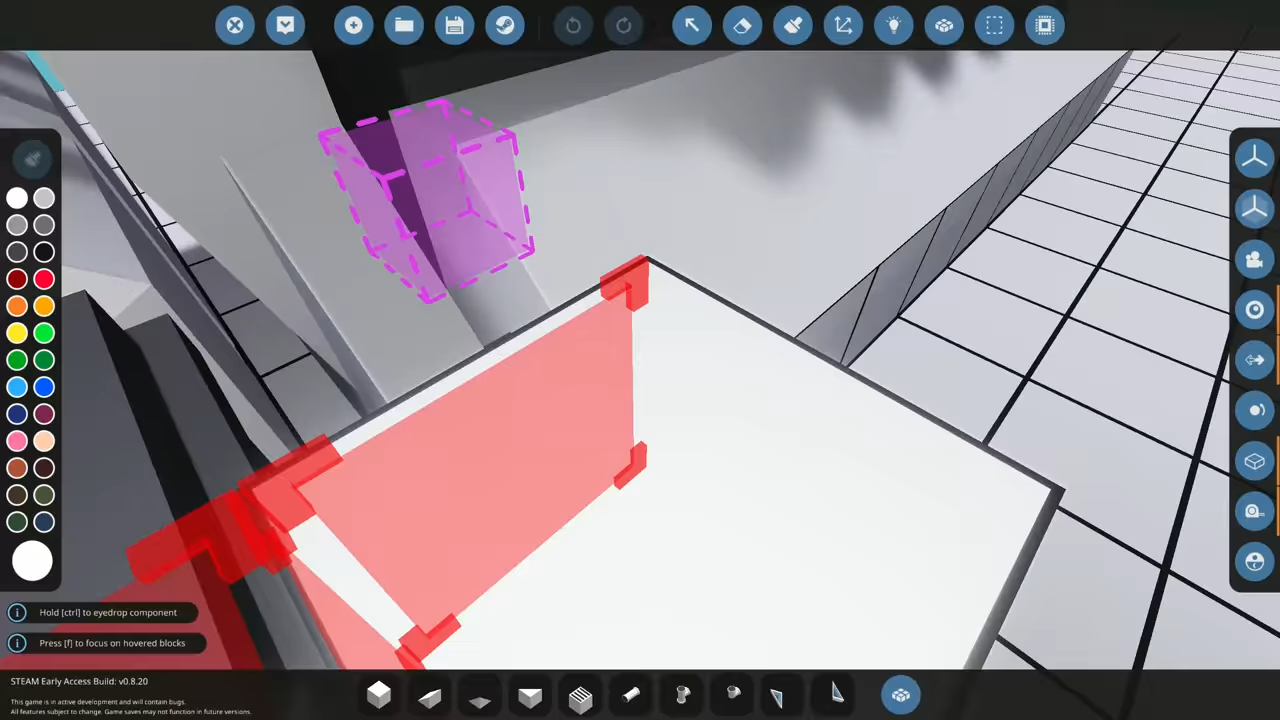 Hold [ctrl] to eyedrop component
Press [f] to focus on hovered blocks
STEAM Early Access Build: v0.8.20
This game is in active development and will contain bugs.
All features subject to change. Game saves may not function in future versions.